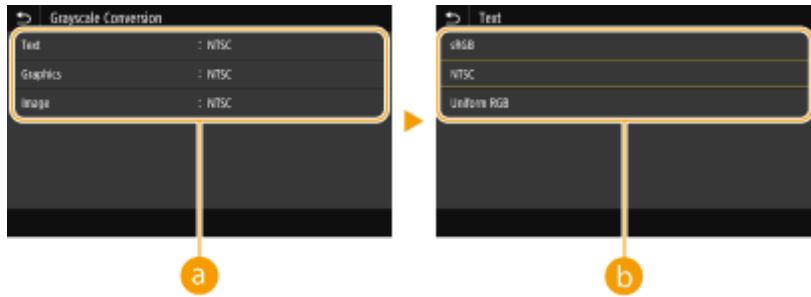 Grayscale Conversion
Text : NTSC
Graphics : NTSC
Image : NTSC
a
Text
sRGB
NTSC
Uniform RGB
b